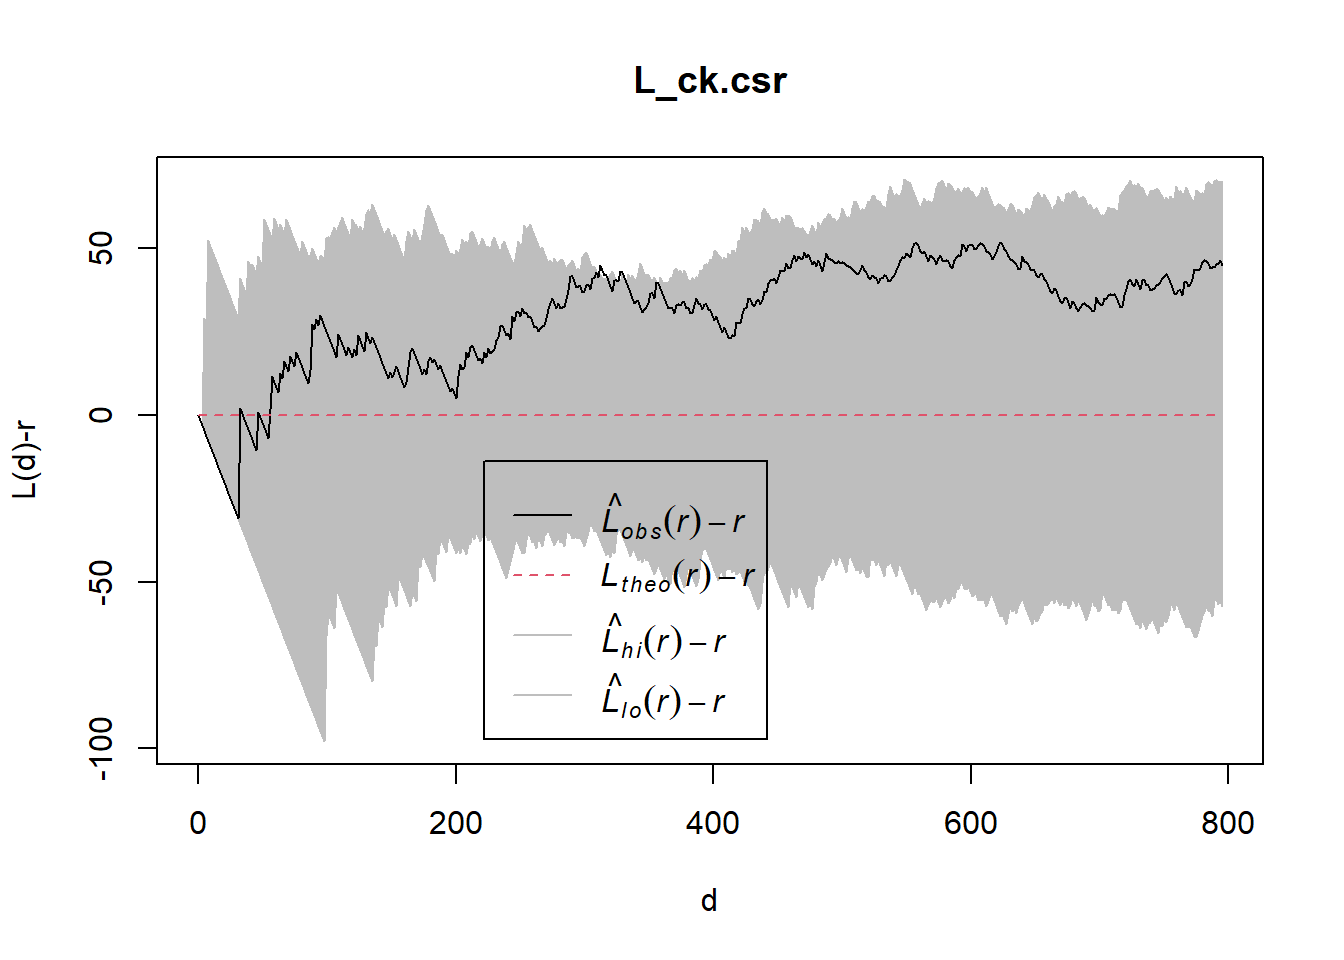 L_ck.csr
L(d)-r
50
0
-50
-100
L̂obs(r) − r
Ltheo(r) − r
L̂hi(r) − r
L̂lo(r) − r
0 200 400 600 800
d